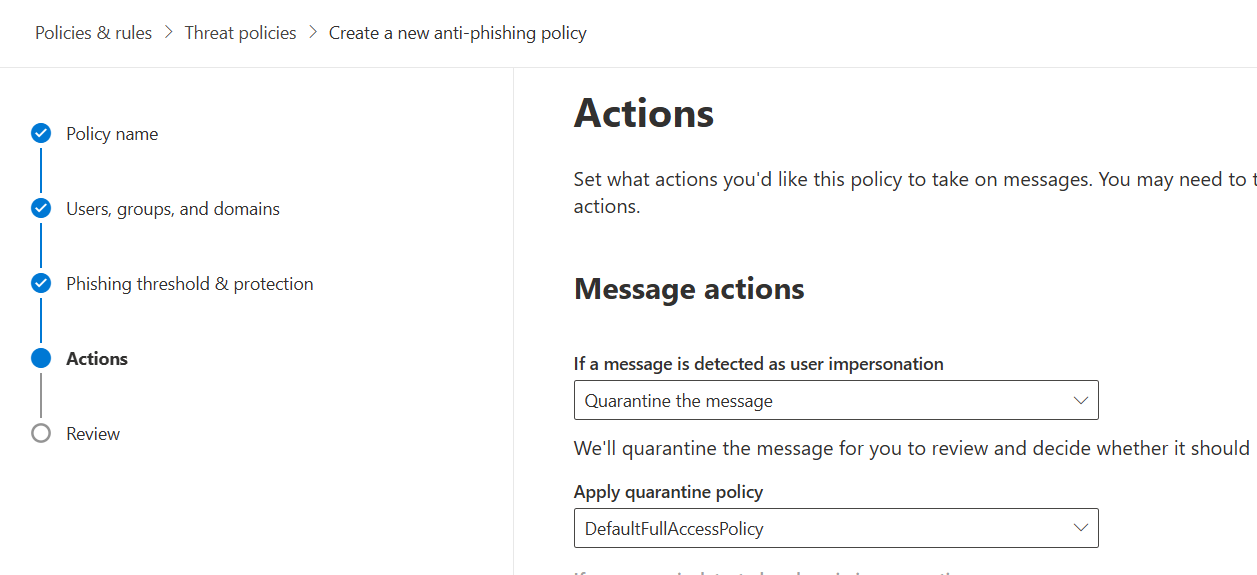 Policies & rules > Threat policies > Create a new anti-phishing policy
Policy name
Users, groups, and domains
Phishing threshold & protection
Actions
Review
Actions
Set what actions you'd like this policy to take on messages. You may need to
actions.
Message actions
If a message is detected as user impersonation
Quarantine the message
We'll quarantine the message for you to review and decide whether it should
Apply quarantine policy
DefaultFullAccessPolicy